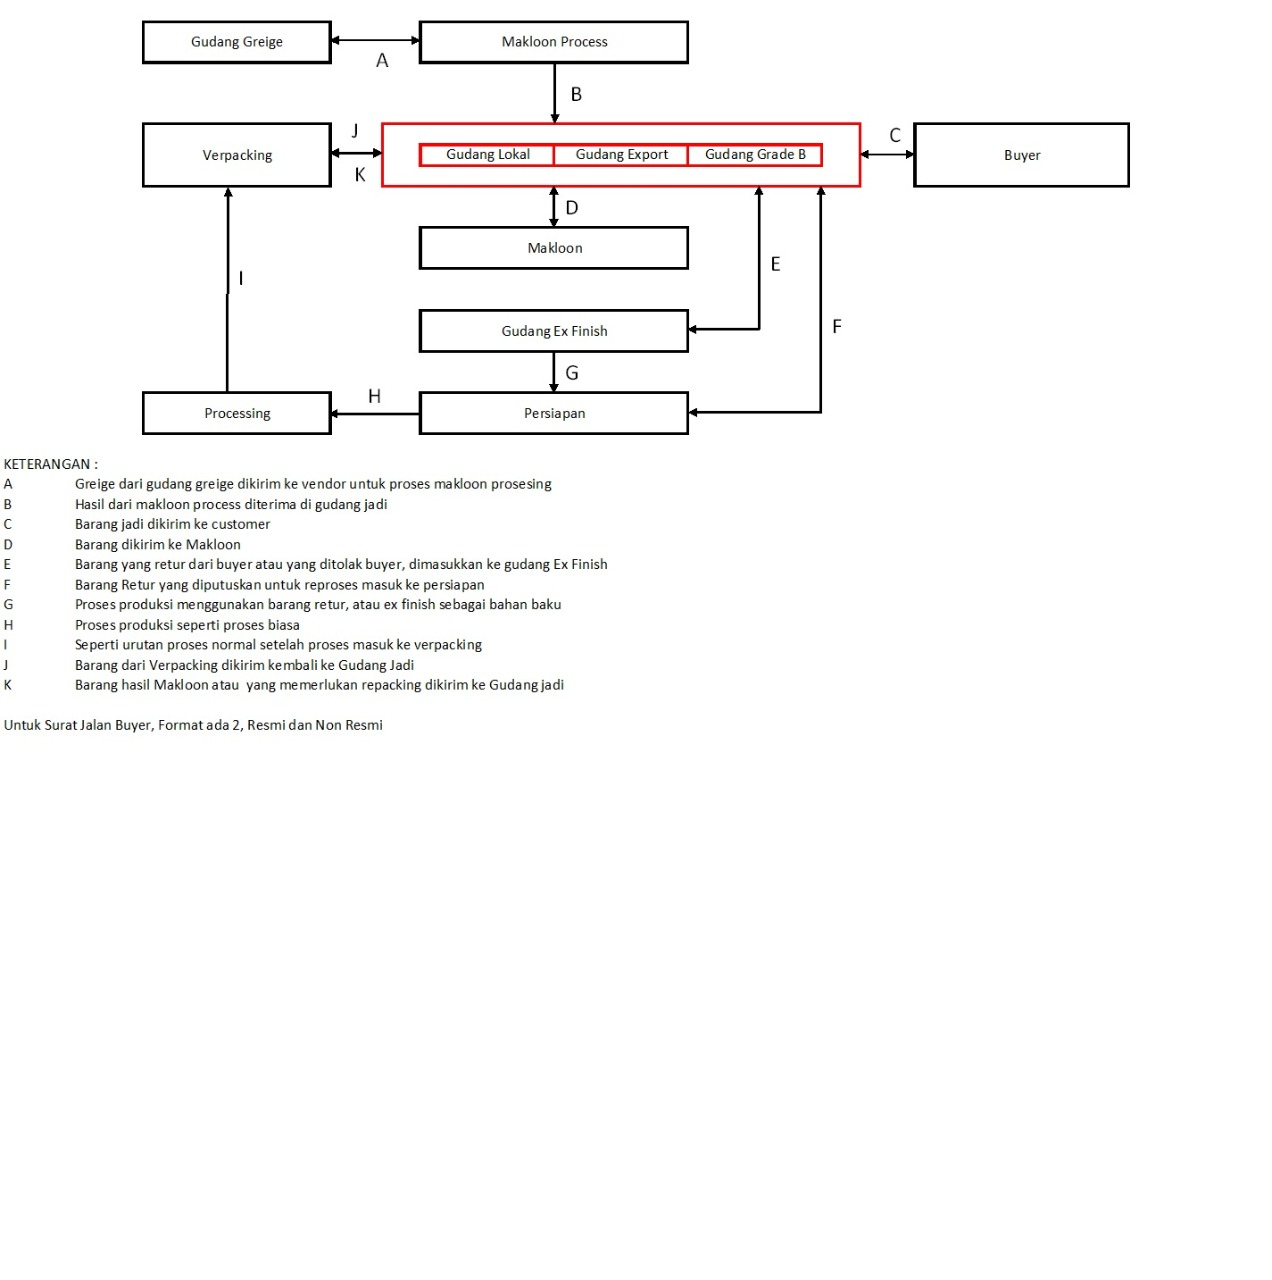 Gudang Greige
Makloon Process
A
B
J
C
Verpacking
Gudang Lokal
Gudang Export
Gudang Grade B
Buyer
K
D
Makloon
E
I
Gudang Ex Finish
F
G
H
Processing
Persiapan
KETERANGAN :
A Greige dari gudang greige dikirim ke vendor untuk proses makloon prosesing
B Hasil dari makloon process diterima di gudang jadi
C Barang jadi dikirim ke customer
D Barang dikirim ke Makloon
E Barang yang retur dari buyer atau yang ditolak buyer, dimasukkan ke gudang Ex Finish
F Barang Retur yang diputuskan untuk reproses masuk ke persiapan
G Proses produksi menggunakan barang retur, atau ex finish sebagai bahan baku
H Proses produksi seperti proses biasa
I Seperti urutan proses normal setelah proses masuk ke verpacking
J Barang dari Verpacking dikirim kembali ke Gudang Jadi
K Barang hasil Makloon atau  yang memerlukan repacking dikirim ke Gudang jadi
Untuk Surat Jalan Buyer, Format ada 2, Resmi dan Non Resmi